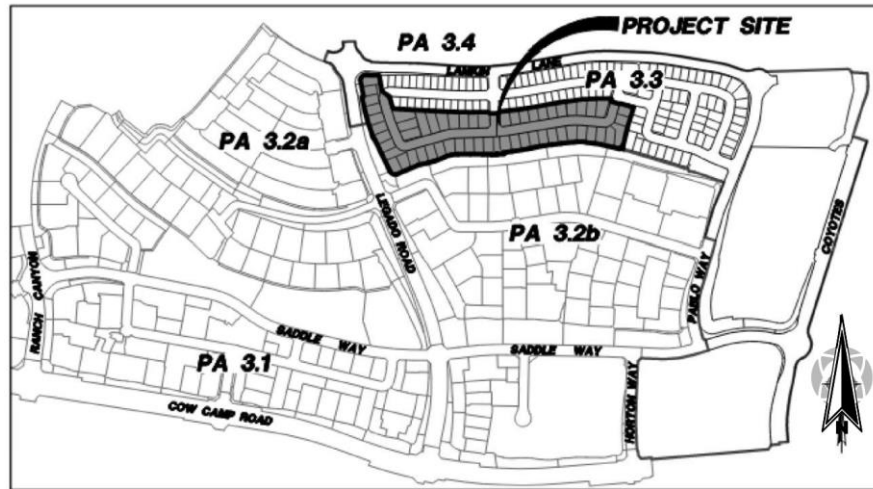 PROJECT SITE
PA 3.4
LANDON LANE
PA 3.3
PA 3.2a
LEGADO ROAD
PA 3.2b
COYOTES
RANCH CANYON
PABLO WAY
SADDLE WAY
SADDLE WAY
PA 3.1
HORTON WAY
COW CAMP ROAD
N